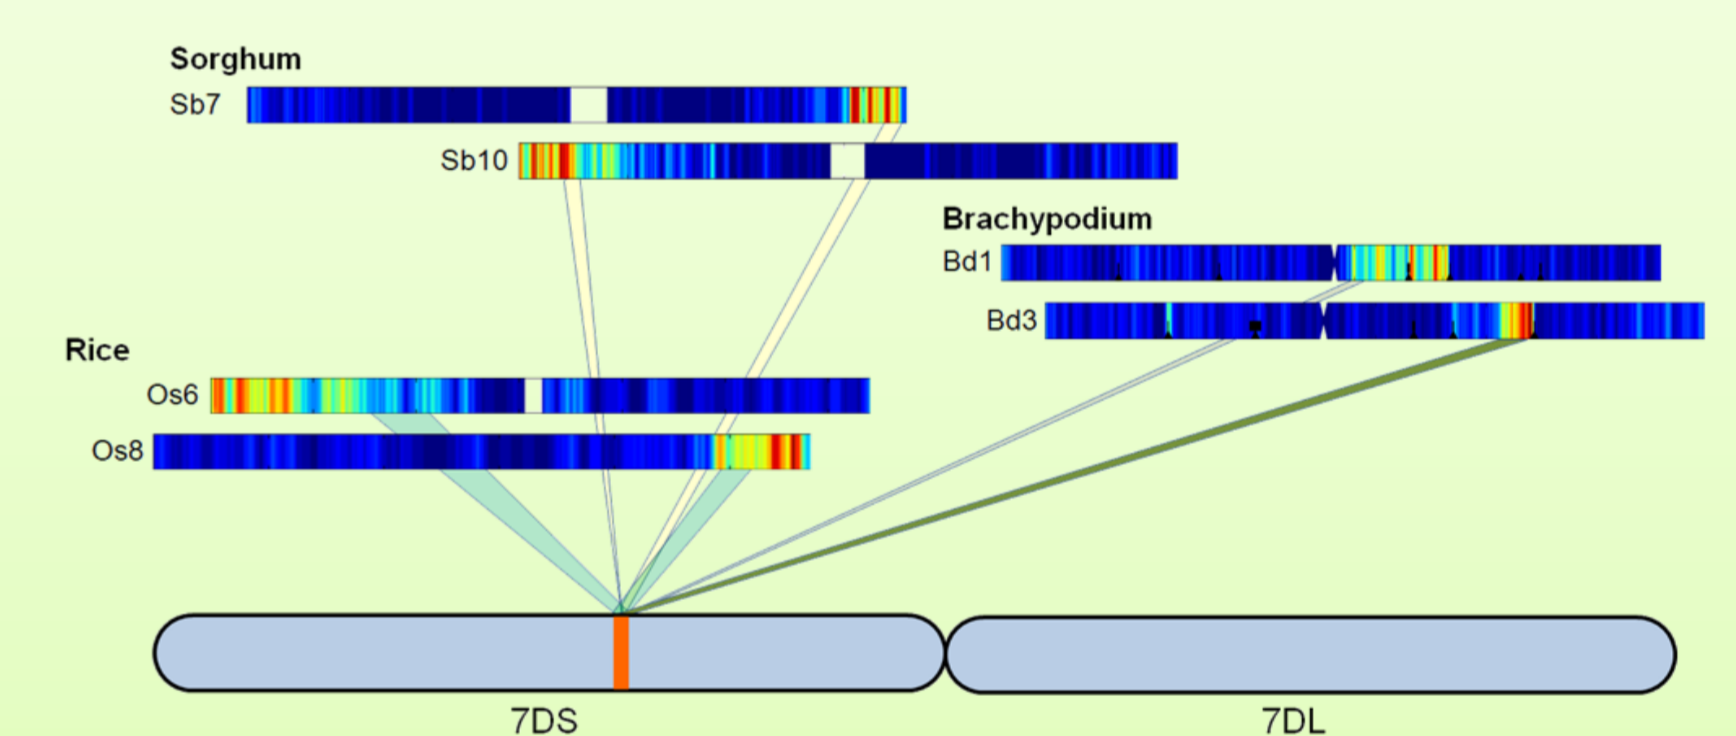 Sorghum
Sb7
Sb10
Brachypodium
Bd1
Bd3
Rice
Os6
Os8
7DS 7DL